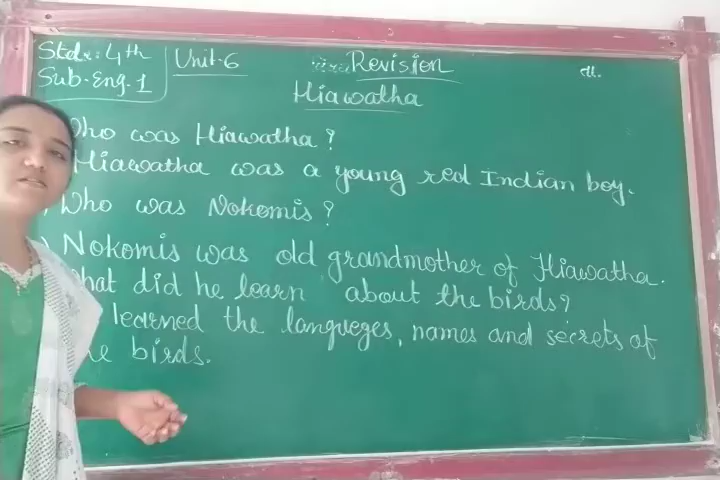 Std:- 4th
Sub-Eng.1
Unit-6
Revision
Hiawatha
Who was Hiawatha?
Hiawatha was a young red Indian boy.
Who was Nokomis?
Nokomis was old grandmother of Hiawatha.
hat did he learn about the birds?
learned the langueges, names and secrets of
he birds.